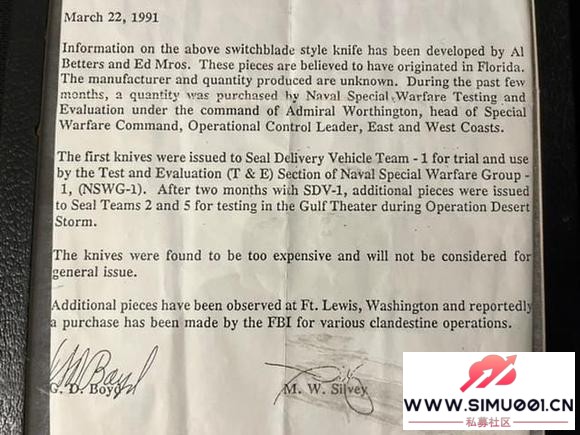 March 22, 1991
Information on the above switchblade style knife has been developed by Al
Betters and Ed Mros. These pieces are believed to have originated in Florida.
The manufacturer and quantity produced are unknown. During the past few
months, a quantity was purchased by Naval Special Warfare Testing and
Evaluation under the command of Admiral Worthington, head of Special
Warfare Command, Operational Control Leader, East and West Coasts.
The first knives were issued to Seal Delivery Vehicle Team - 1 for trial and use
by the Test and Evaluation (T & E) Section of Naval Special Warfare Group -
1, (NSWG-1). After two months with SDV-1, additional pieces were issued
to Seal Teams 2 and 5 for testing in the Gulf Theater during Operation Desert
Storm.
The knives were found to be too expensive and will not be considered for
general issue.
Additional pieces have been observed at Ft. Lewis, Washington and reportedly
a purchase has been made by the FBI for various clandestine operations.
G. D. Boyd
M. W. Silvey
WWW.SIMU001.CN
私募社区